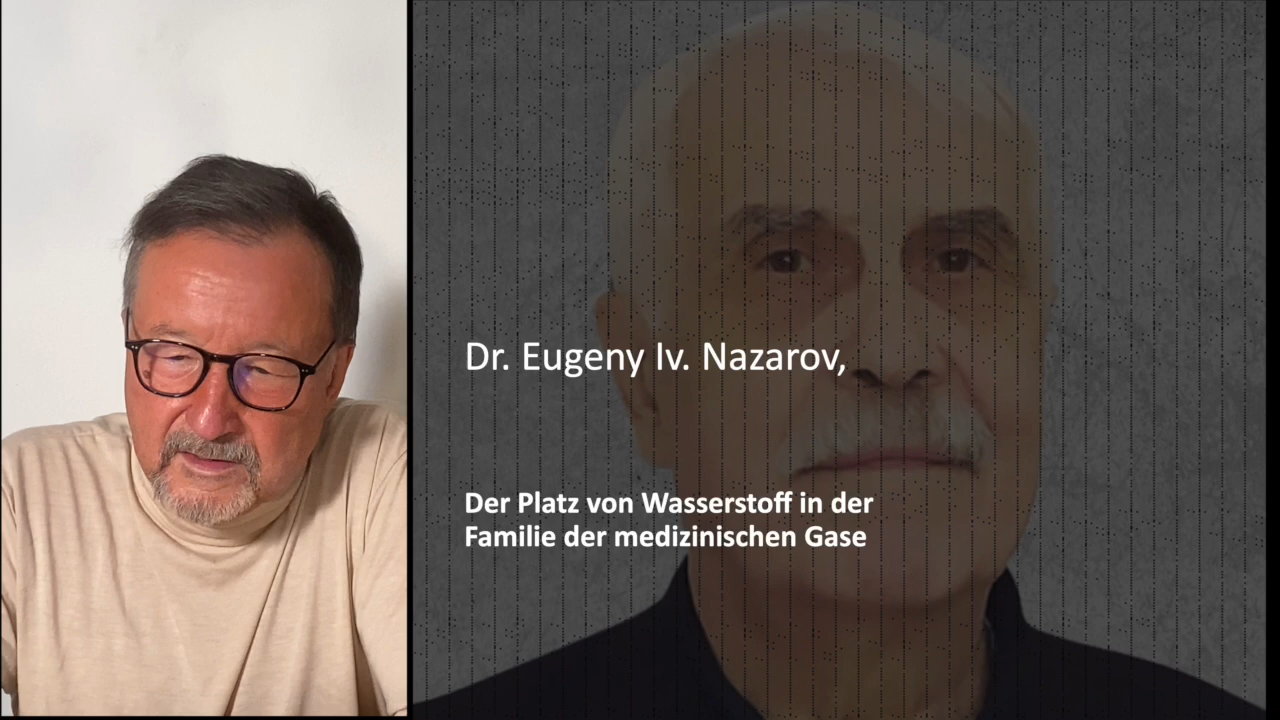 Dr. Eugeny Iv. Nazarov,
Der Platz von Wasserstoff in der
Familie der medizinischen Gase